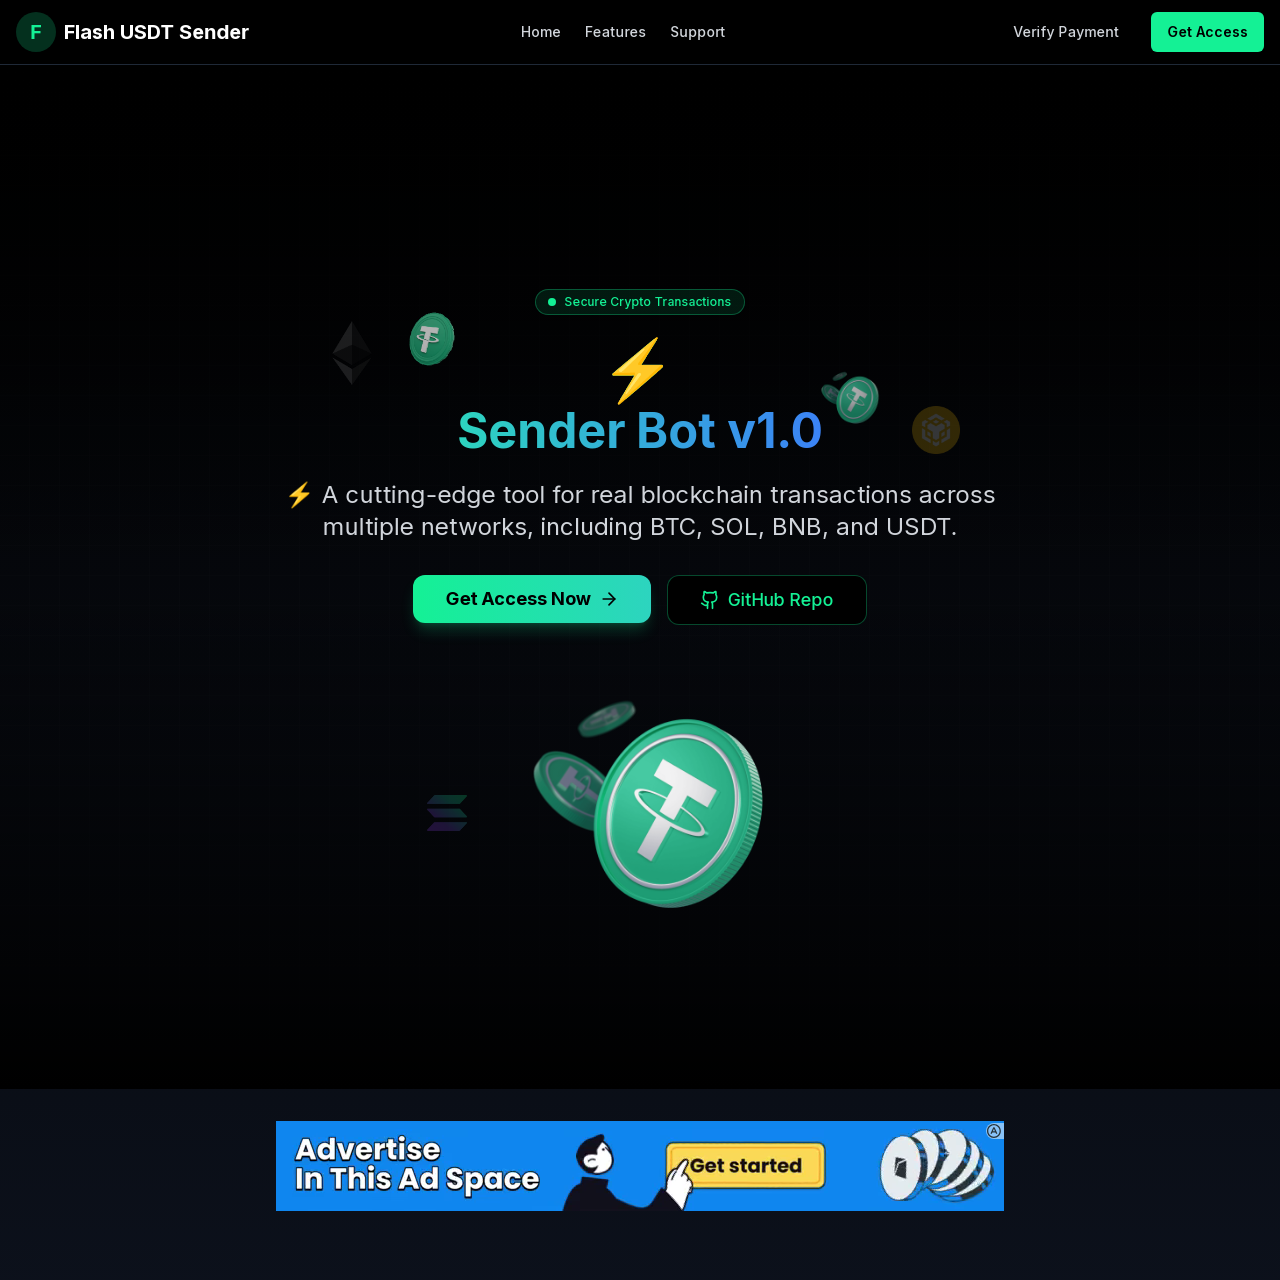 F Flash USDT Sender Home Features Support Verify Payment Get Access
Secure Crypto Transactions
⚡
Sender Bot v1.0
⚡ A cutting-edge tool for real blockchain transactions across
multiple networks, including BTC, SOL, BNB, and USDT.
Get Access Now → GitHub Repo
Advertise
In This Ad Space
Get started